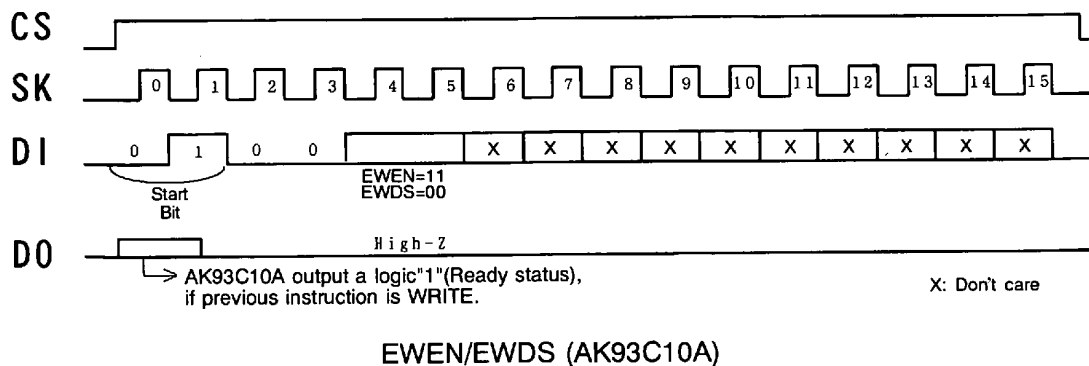 CS
SK 0 1 2 3 4 5 6 7 8 9 10 11 12 13 14 15
DI 0 1 0 0 X X X X X X X X X X
Start
Bit
EWEN=11
EWDS=00
DO High-Z
AK93C10A output a logic"1"(Ready status),
if previous instruction is WRITE.
X: Don't care
EWEN/EWDS (AK93C10A)